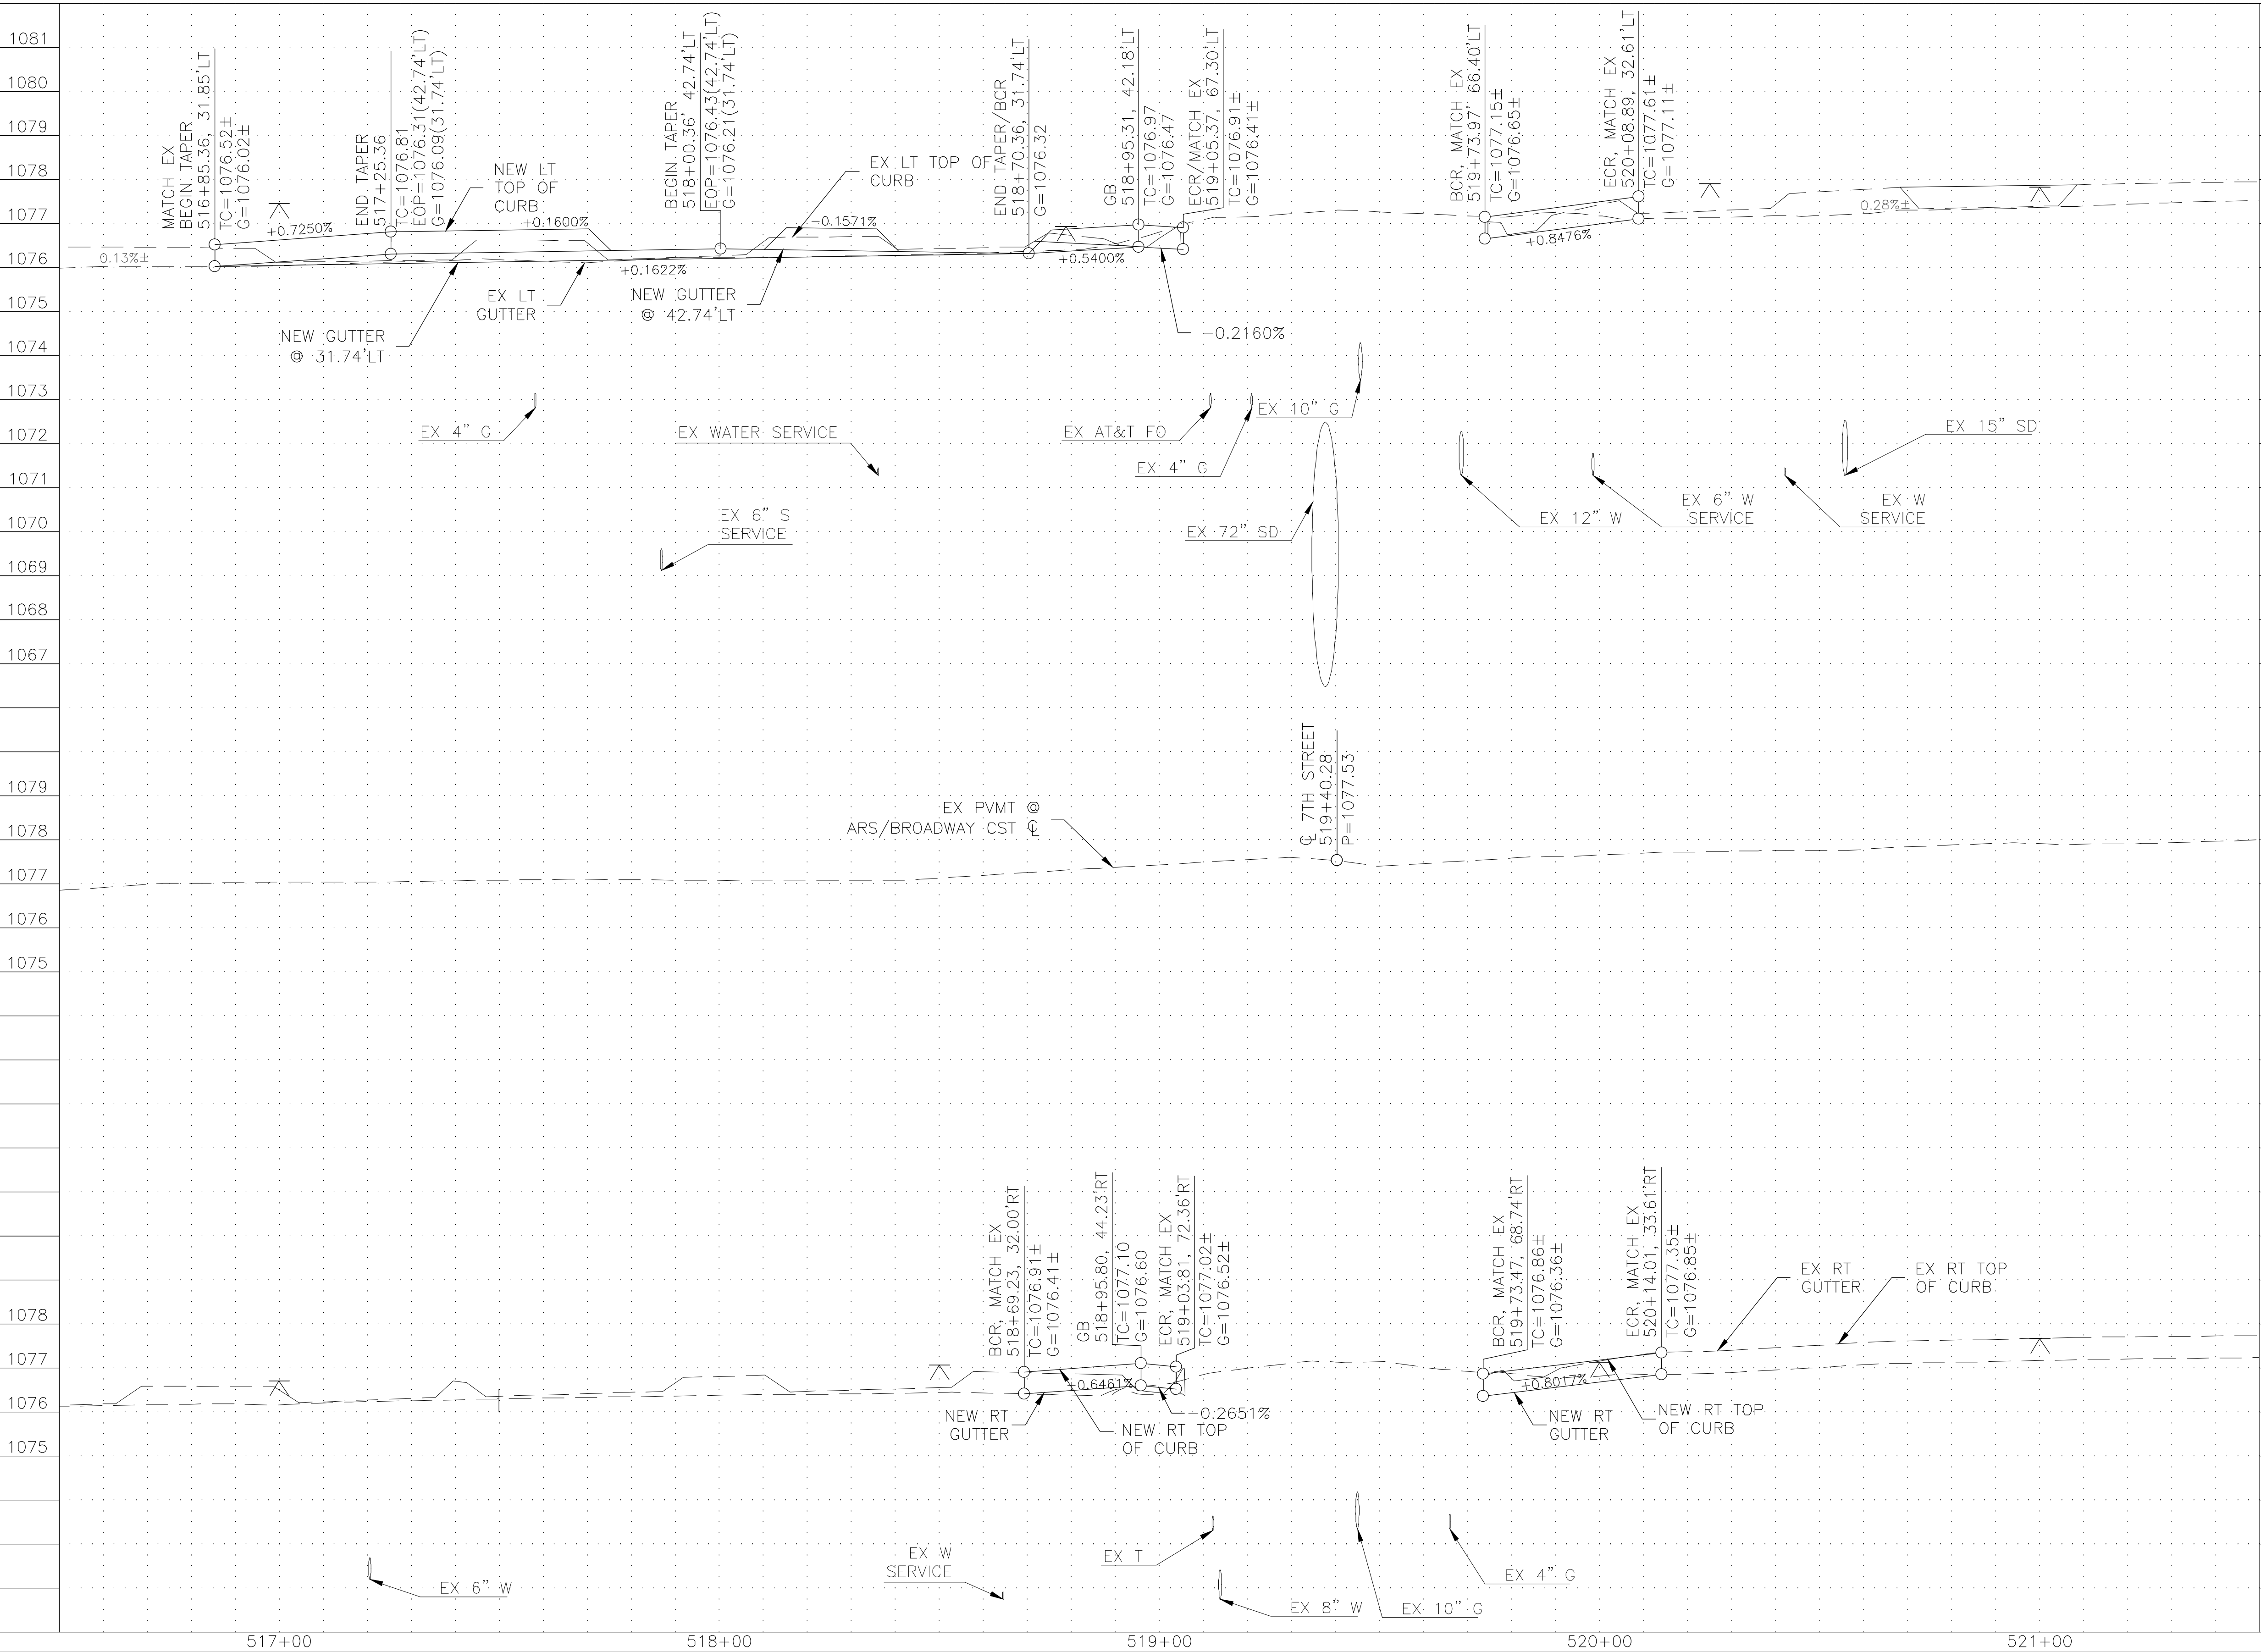 1081
1080
1079
1078
1077
1076
1075
1074
1073
1072
1071
1070
1069
1068
1067
MATCH EX
BEGIN TAPER
516+85.36, 31.85'LT
TC=1076.52±
G=1076.02±
END TAPER
517+25.36
TC=1076.81
EOP=1076.31(42.74'LT)
G=1076.09(31.74'LT)
BEGIN TAPER
518+00.36' 42.74'LT
EOP=1076.43(42.74'LT)
G=1076.21(31.74'LT)
END TAPER/BCR
518+70.36, 31.74'LT
G=1076.32
GB
518+95.31, 42.18'LT
TC=1076.97
G=1076.47
ECR/MATCH EX
519+05.37, 67.30'LT
TC=1076.91±
G=1076.41±
BCR, MATCH EX
519+73.97' 66.40'LT
TC=1077.15±
G=1076.65±
ECR, MATCH EX
520+08.89, 32.61'LT
TC=1077.61±
G=1077.11±
NEW LT
TOP OF
CURB
EX LT TOP OF
CURB
+0.7250%
+0.1600%
-0.1571%
0.13%±
+0.1622%
+0.5400%
+0.8476%
0.28%±
EX LT
GUTTER
NEW GUTTER
@ 42.74'LT
NEW GUTTER
@ 31.74'LT
-0.2160%
EX 4" G
EX WATER SERVICE
EX AT&T FO
EX 4" G
EX 10" G
EX 15" SD
EX 6" S
SERVICE
EX 72" SD
EX 12" W
EX 6" W
SERVICE
EX W
SERVICE
1079
1078
1077
1076
1075
EX PVMT @
ARS/BROADWAY CST ℄
℄ 7TH STREET
519+40.28
P=1077.53
1078
1077
1076
1075
BCR, MATCH EX
518+69.23, 32.00'RT
TC=1076.91±
G=1076.41±
GB
518+95.80, 44.23'RT
TC=1077.10
G=1076.60
ECR, MATCH EX
519+03.81, 72.36'RT
TC=1077.02±
G=1076.52±
BCR, MATCH EX
519+73.47, 68.74'RT
TC=1076.86±
G=1076.36±
ECR, MATCH EX
520+14.01, 33.61'RT
TC=1077.35±
G=1076.85±
EX RT
GUTTER
EX RT TOP
OF CURB
+0.6461%
-0.2651%
+0.8017%
NEW RT
GUTTER
NEW RT TOP
OF CURB
NEW RT
GUTTER
NEW RT TOP
OF CURB
EX 6" W
EX W
SERVICE
EX T
EX 8" W
EX 10" G
EX 4" G
517+00
518+00
519+00
520+00
521+00